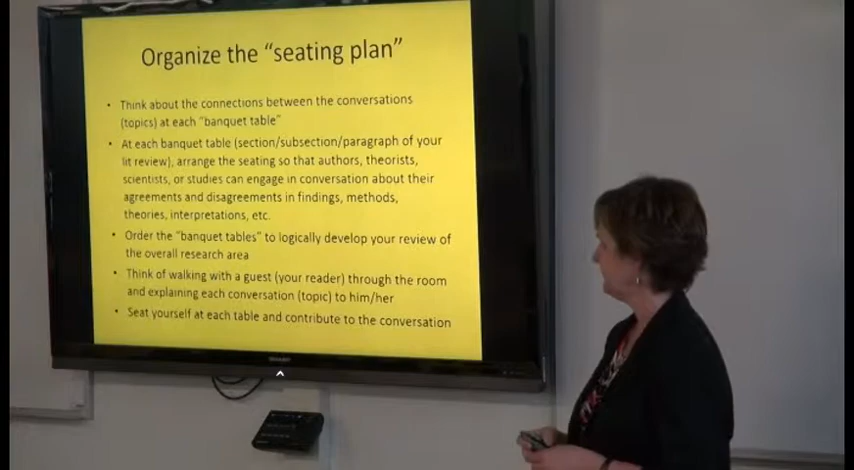 Organize the “seating plan”
• Think about the connections between the conversations
(topics) at each “banquet table”
• At each banquet table (section/subsection/paragraph of your
lit review), arrange the seating so that authors, theorists,
scientists, or studies can engage in conversation about their
agreements and disagreements in findings, methods,
theories, interpretations, etc.
• Order the “banquet tables” to logically develop your review of
the overall research area
• Think of walking with a guest (your reader) through the room
and explaining each conversation (topic) to him/her
• Seat yourself at each table and contribute to the conversation
SHARP